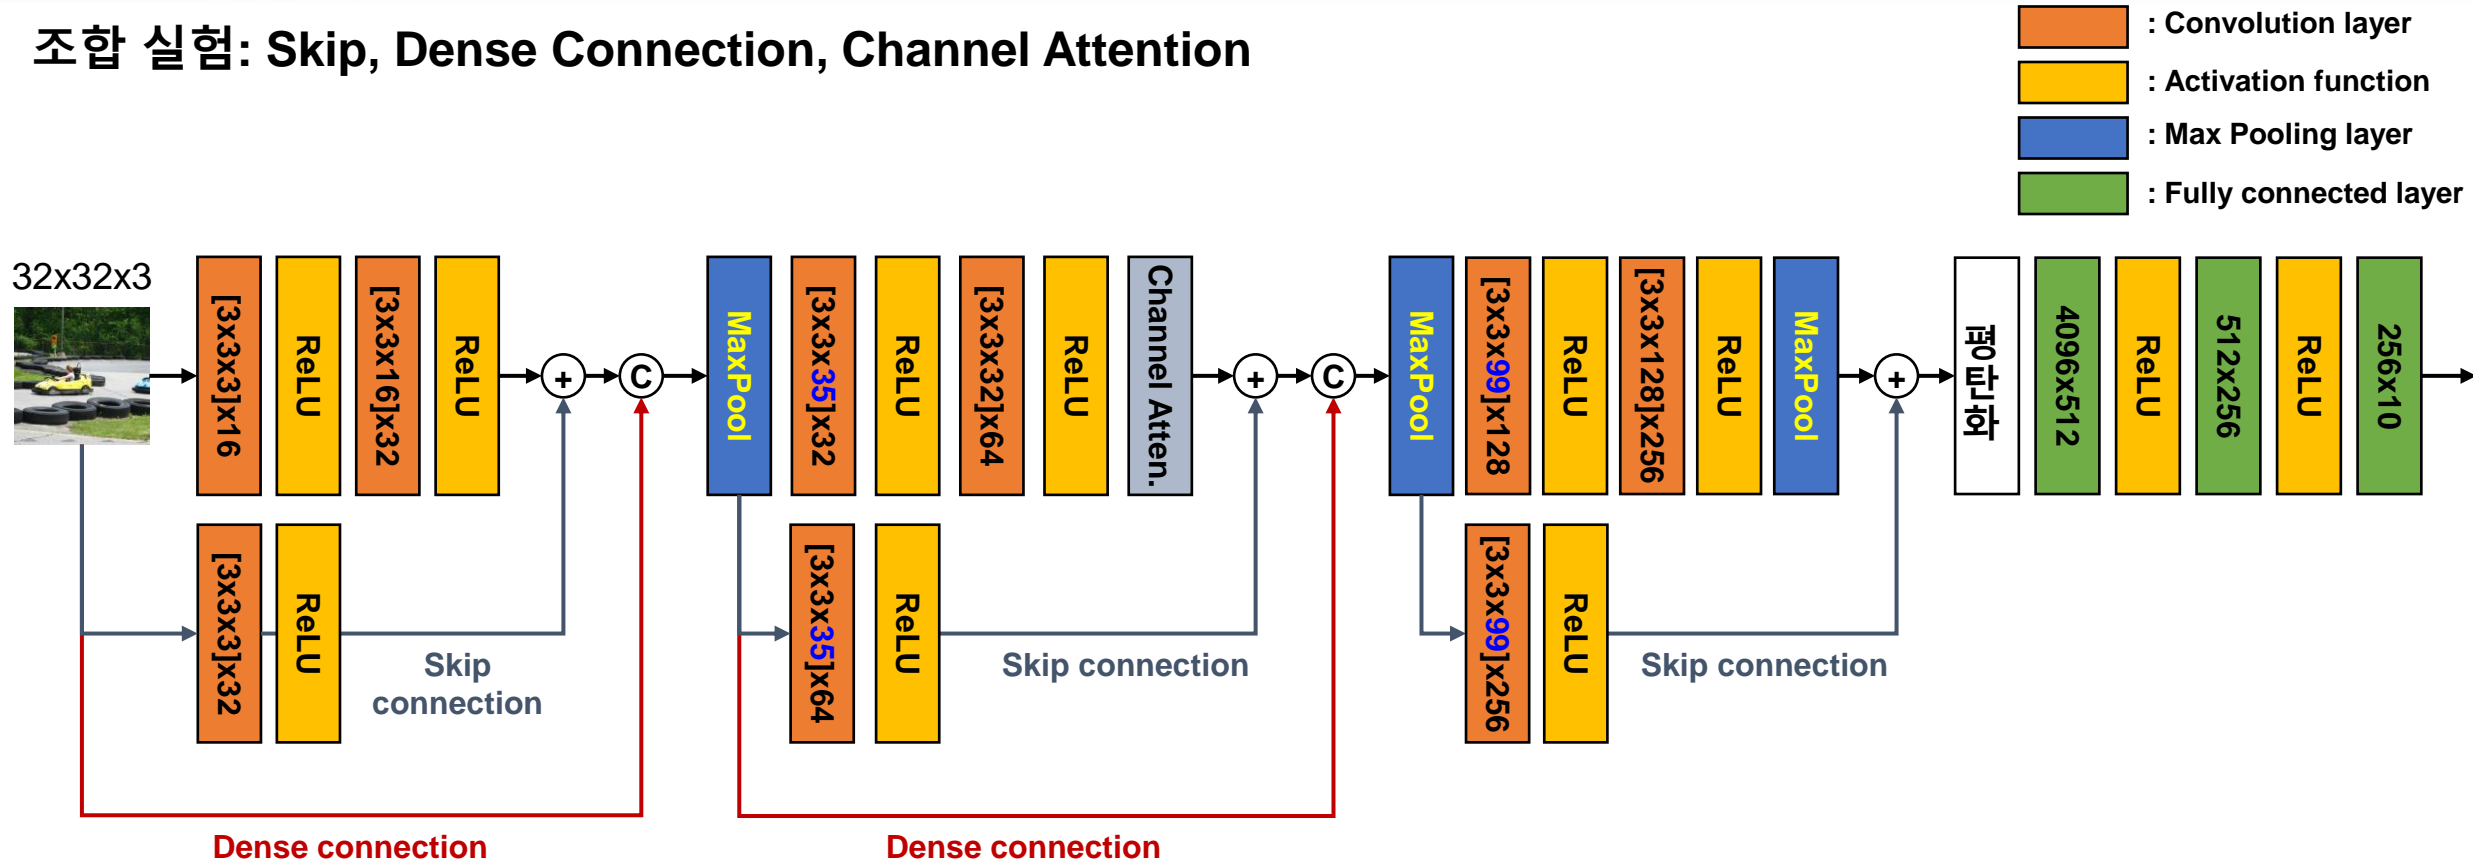 조합 실험: Skip, Dense Connection, Channel Attention
: Convolution layer
: Activation function
: Max Pooling layer
: Fully connected layer
32x32x3
[3x3x3]x16
ReLU
[3x3x16]x32
ReLU
+
C
MaxPool
[3x3x35]x32
ReLU
[3x3x32]x64
ReLU
Channel Atten.
+
C
MaxPool
[3x3x99]x128
ReLU
[3x3x128]x256
ReLU
MaxPool
+
평탄화
4096x512
ReLU
512x256
ReLU
256x10
[3x3x3]x32
ReLU
Skip
connection
[3x3x35]x64
ReLU
Skip connection
[3x3x99]x256
ReLU
Skip connection
Dense connection
Dense connection